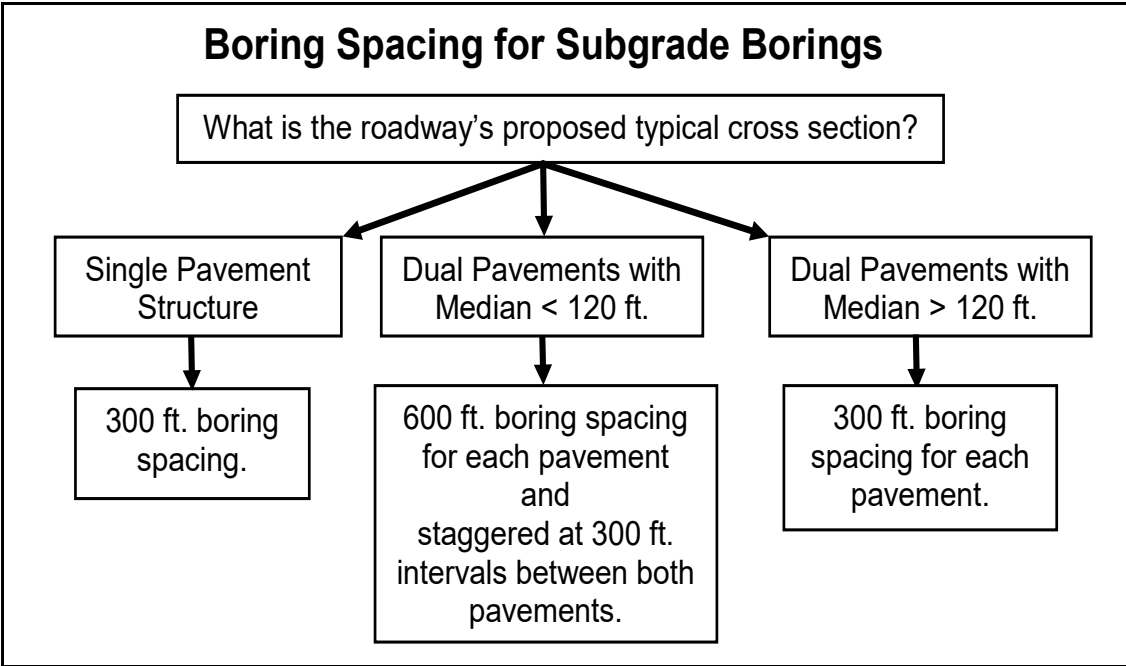 Boring Spacing for Subgrade Borings
What is the roadway’s proposed typical cross section?
Single Pavement
Structure
Dual Pavements with
Median < 120 ft.
Dual Pavements with
Median > 120 ft.
300 ft. boring
spacing.
600 ft. boring spacing
for each pavement
and
staggered at 300 ft.
intervals between both
pavements.
300 ft. boring
spacing for each
pavement.